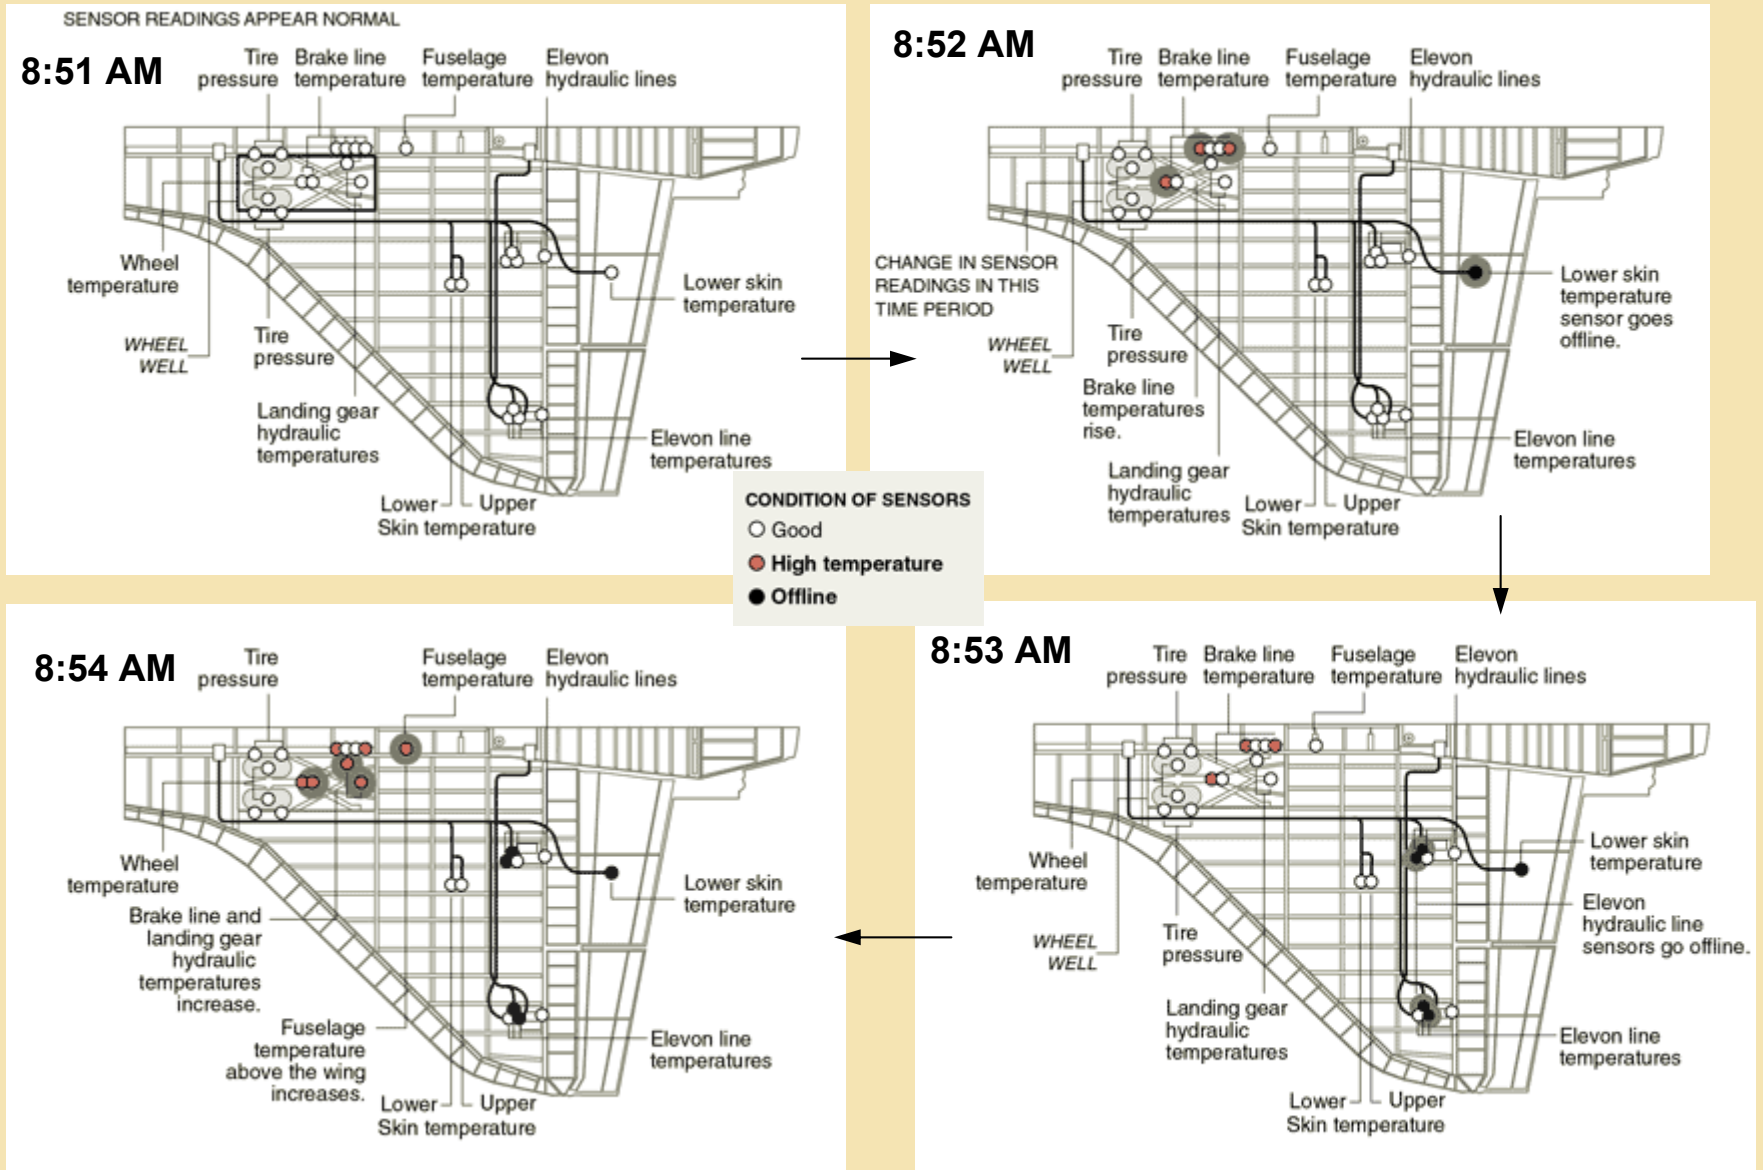 SENSOR READINGS APPEAR NORMAL
8:51 AM
Tire
pressure
Brake line
temperature
Fuselage
temperature
Elevon
hydraulic lines
Wheel
temperature
WHEEL
WELL
Tire
pressure
Landing gear
hydraulic
temperatures
Lower skin
temperature
Elevon line
temperatures
Lower
Upper
Skin temperature
8:52 AM
Tire
pressure
Brake line
temperature
Fuselage
temperature
Elevon
hydraulic lines
CHANGE IN SENSOR
READINGS IN THIS
TIME PERIOD
WHEEL
WELL
Tire
pressure
Brake line
temperatures
rise.
Landing gear
hydraulic
temperatures
Lower skin
temperature
sensor goes
offline.
Elevon line
temperatures
Lower
Upper
Skin temperature
CONDITION OF SENSORS
Good
High temperature
Offline
8:53 AM
Tire
pressure
Brake line
temperature
Fuselage
temperature
Elevon
hydraulic lines
Wheel
temperature
WHEEL
WELL
Tire
pressure
Landing gear
hydraulic
temperatures
Lower skin
temperature
Elevon
hydraulic line
sensors go offline.
Elevon line
temperatures
Lower
Upper
Skin temperature
8:54 AM
Tire
pressure
Fuselage
temperature
Elevon
hydraulic lines
Wheel
temperature
Brake line and
landing gear
hydraulic
temperatures
increase.
Fuselage
temperature
above the wing
increases.
Lower skin
temperature
Elevon line
temperatures
Lower
Upper
Skin temperature